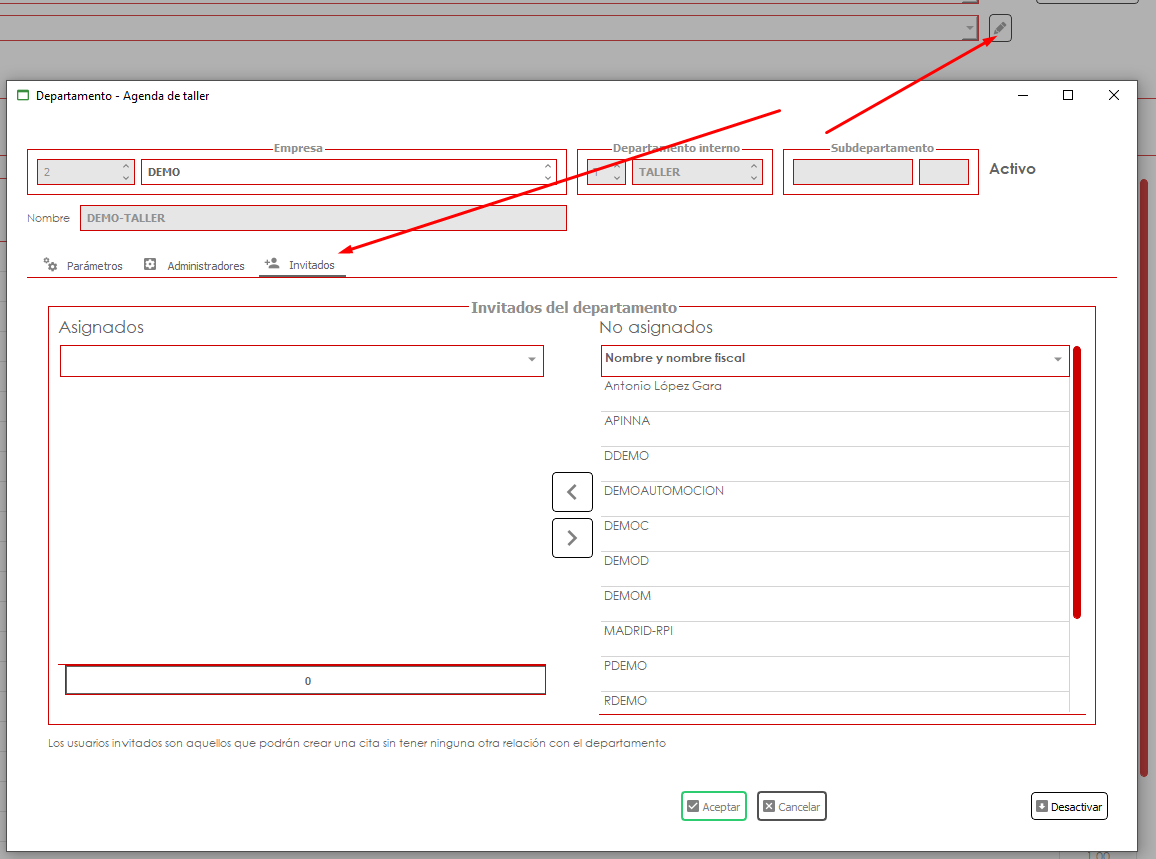 Departamento - Agenda de taller
Empresa
Departamento interno
Subdepartamento
2
DEMO
1
TALLER
Activo
Nombre
DEMO-TALLER
Parámetros
Administradores
Invitados
Invitados del departamento
Asignados
No asignados
Nombre y nombre fiscal
Antonio López Gara
APINNA
DDEMO
DEMOAUTOMOCION
DEMOC
DEMOD
DEMOM
MADRID-RPI
PDEMO
RDEMO
0
Los usuarios invitados son aquellos que podrán crear una cita sin tener ninguna otra relación con el departamento
Aceptar
Cancelar
Desactivar
1,00